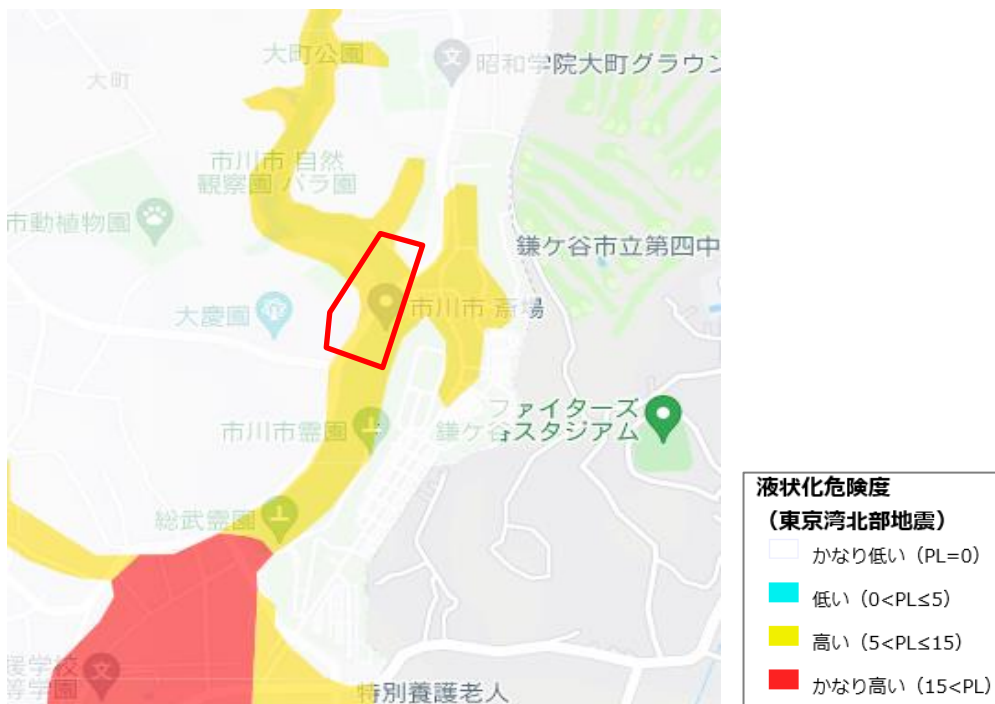 大町公園
昭和学院大町グラウン
大町
市川市 自然
観察園 バラ園
市動植物園
鎌ケ谷市立第四中
大慶園
市川市 斎場
ファイターズ
鎌ケ谷スタジアム
市川市霊園
総武霊園
援学校
等学園
特別養護老人
液状化危険度
（東京湾北部地震）
かなり低い（PL=0）
低い（0<PL≤5）
高い（5<PL≤15）
かなり高い（15<PL）